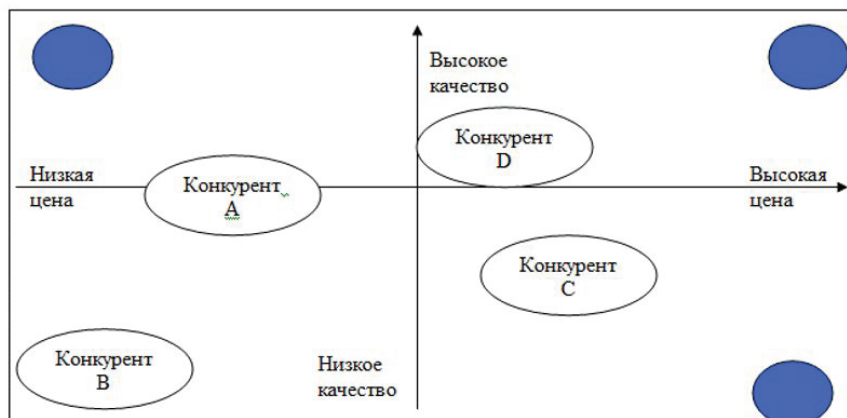 Высокое
качество
Конкурент
D
Низкая
цена
Конкурент
А
Высокая
цена
Конкурент
С
Конкурент
В
Низкое
качество